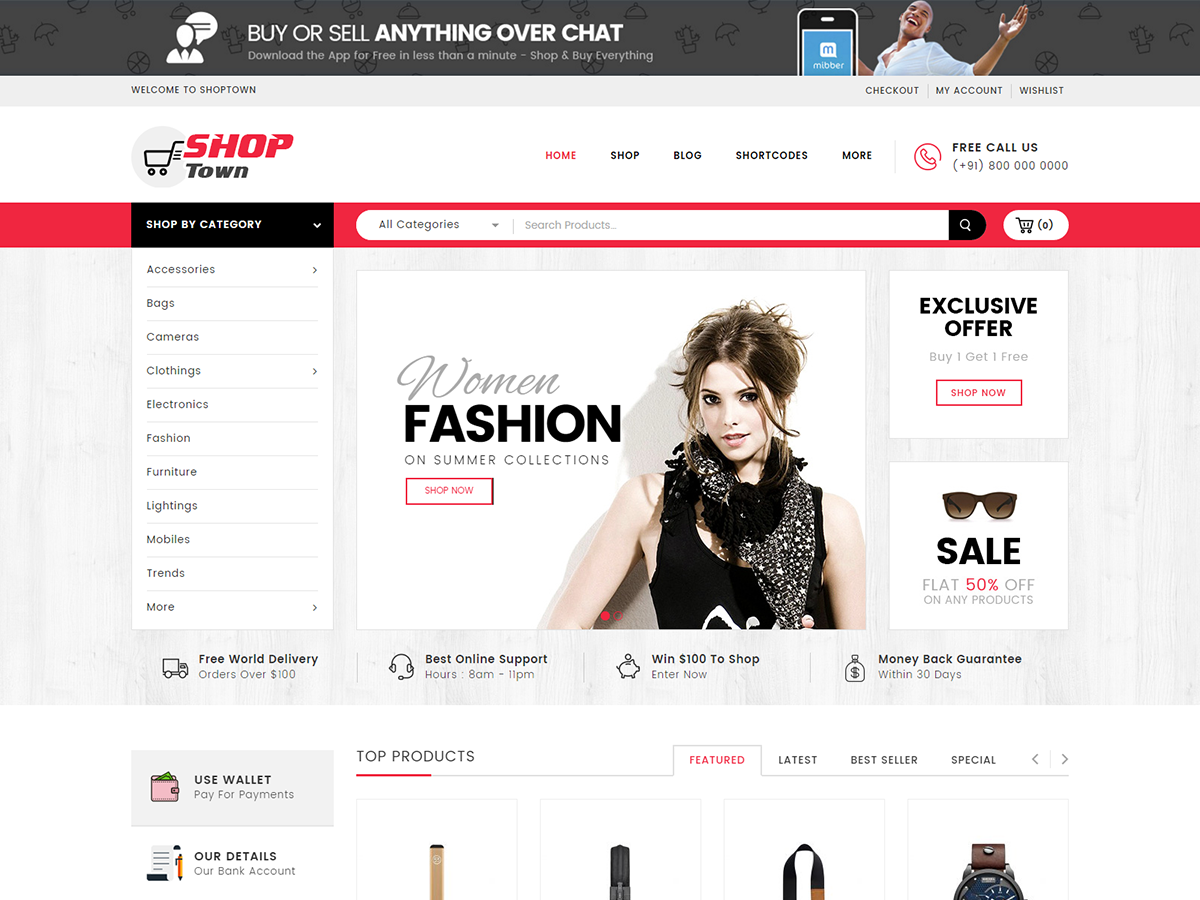 BUY OR SELL ANYTHING OVER CHAT
Download the App for Free in less than a minute - Shop & Buy Everything
mibber
WELCOME TO SHOPTOWN
CHECKOUT
MY ACCOUNT
WISHLIST
SHOP
Town
HOME
SHOP
BLOG
SHORTCODES
MORE
FREE CALL US
(+91) 800 000 0000
SHOP BY CATEGORY
All Categories
Search Products...
(0)
Accessories
Bags
Cameras
Clothings
Electronics
Fashion
Furniture
Lightings
Mobiles
Trends
More
Women
FASHION
ON SUMMER COLLECTIONS
SHOP NOW
EXCLUSIVE
OFFER
Buy 1 Get 1 Free
SHOP NOW
SALE
FLAT 50% OFF
ON ANY PRODUCTS
Free World Delivery
Orders Over $100
Best Online Support
Hours : 8am - 11pm
Win $100 To Shop
Enter Now
Money Back Guarantee
Within 30 Days
USE WALLET
Pay For Payments
OUR DETAILS
Our Bank Account
TOP PRODUCTS
FEATURED
LATEST
BEST SELLER
SPECIAL